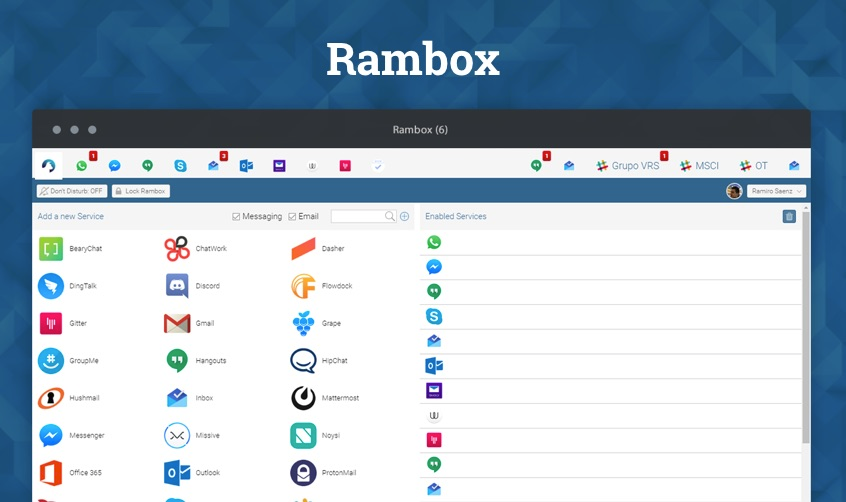 Rambox
Rambox (6)
1
3
1
Grupo VRS
1
MSCI
OT
Don't Disturb: OFF
Lock Rambox
Ramiro Saenz
Add a new Service
Messaging
Email
Enabled Services
BearyChat
ChatWork
Dasher
DingTalk
Discord
Flowdock
Gitter
Gmail
Grape
GroupMe
Hangouts
HipChat
Hushmail
Inbox
Mattermost
Messenger
Missive
Noysi
Office 365
Outlook
ProtonMail